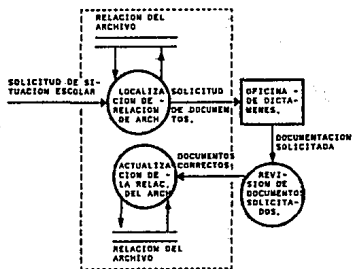 RELACION DEL
ARCHIVO
SOLICITUD DE SI-
TUACION ESCOLAR
LOCALIZA
CION DE -
RELACION
DE ARCH
SOLICITUD
DE DOCUMEN
TOS.
OFICINA
-DE DICTA
MENES.
DOCUMENTACION
SOLICITADA
REVI-
SION DE
DOCUMENTOS
SOLICITA-
DOS.
DOCUMENTOS
CORRECTOS
ACTUALIZA
CION DE -
LA RELAC.
DEL ARCH
RELACION DEL
ARCHIVO